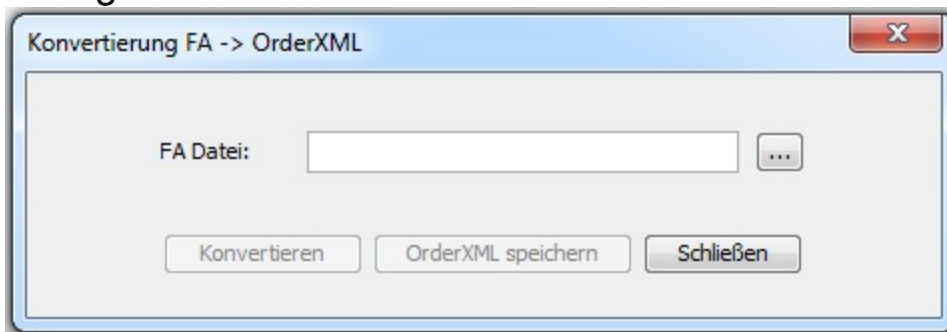 Konvertierung FA -> OrderXML
FA Datei:
...
Konvertieren OrderXML speichern Schließen